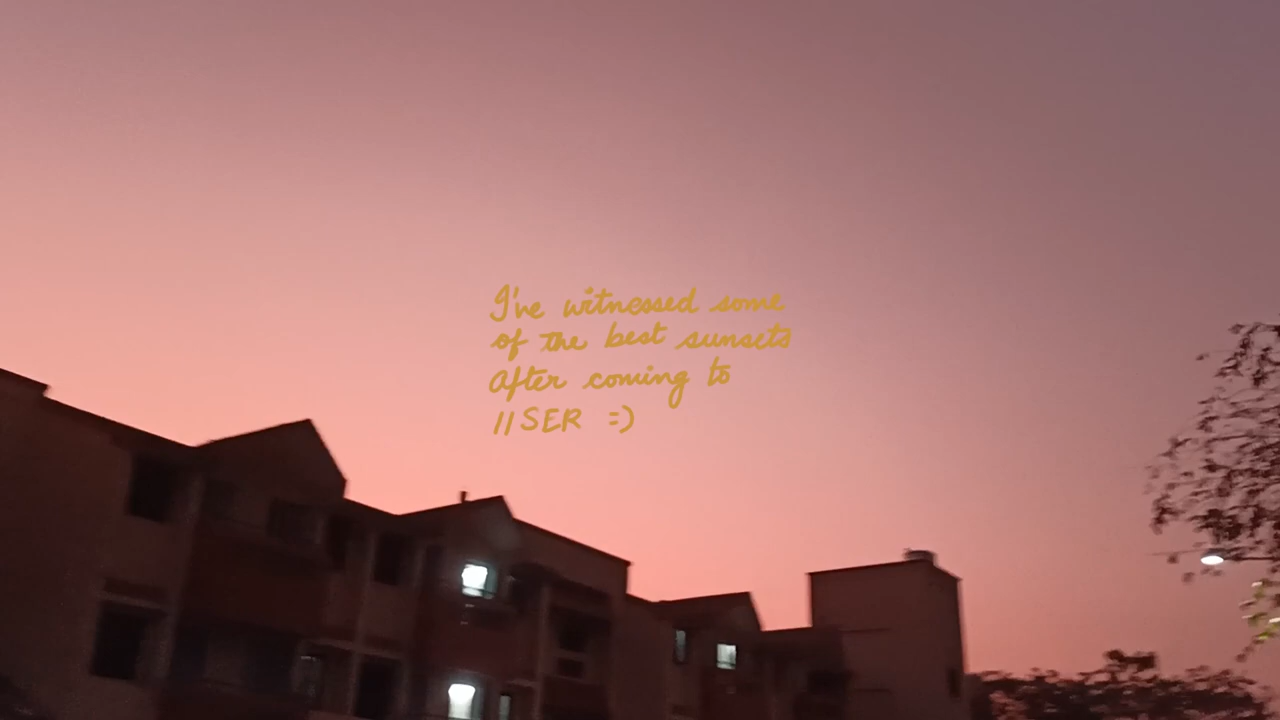 I've witnessed some
of the best sunsets
After coming to
IISER =)